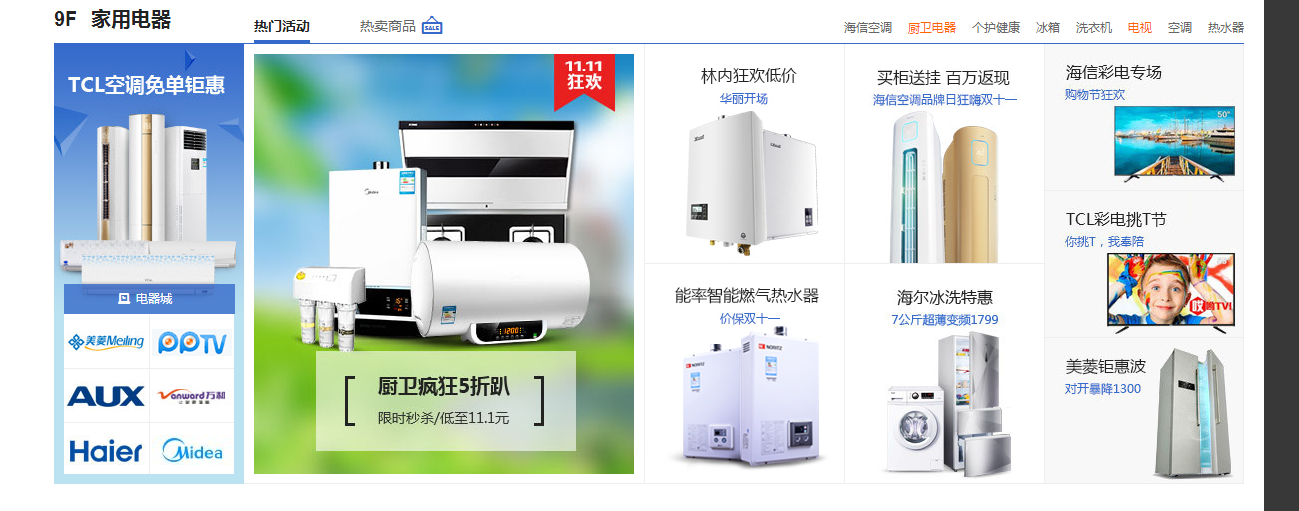 9F 家用电器
热门活动
热卖商品
SALE
海信空调 厨卫电器 个护健康 冰箱 洗衣机 电视 空调 热水器
TCL空调免单钜惠
电器城
美菱Meiling
PPTV
AUX
Vanward万和
Haier
Midea
11.11
狂欢
Midea
厨卫疯狂5折趴
限时秒杀/低至11.1元
林内狂欢低价
华丽开场
买柜送挂 百万返现
海信空调品牌日狂嗨双十一
能率智能燃气热水器
价保双十一
NORITZ
NORITZ
海尔冰洗特惠
7公斤超薄变频1799
海信彩电专场
购物节狂欢
50"
TCL彩电挑T节
你挑T，我奉陪
美菱钜惠波
对开暴降1300